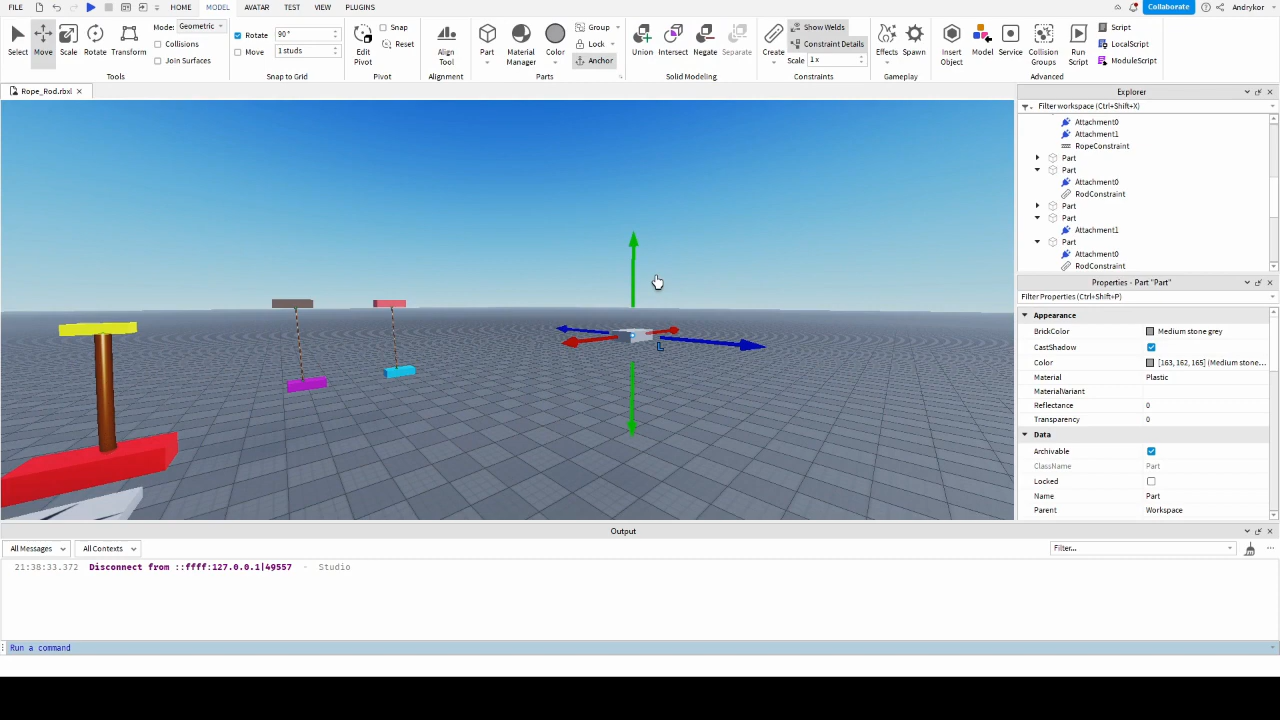 FILE
HOME MODEL AVATAR TEST VIEW PLUGINS
Collaborate
Andrykor
Select
Move
Scale
Rotate
Transform
Mode: Geometric
Collisions
Join Surfaces
Tools
Rotate 90°
Move 1 studs
Snap to Grid
Edit
Pivot
Snap
Reset
Pivot
Align
Tool
Alignment
Part
Material
Manager
Color
Group
Lock
Anchor
Parts
Union
Intersect
Negate
Separate
Solid Modeling
Create
Show Welds
Constraint Details
Scale 1 x
Constraints
Effects
Spawn
Gameplay
Insert
Object
Model
Service
Collision
Groups
Run
Script
Script
LocalScript
ModuleScript
Advanced
Rope_Rod.rbxl
L
Explorer
Filter workspace (Ctrl+Shift+X)
Attachment0
Attachment1
RopeConstraint
Part
Part
Attachment0
RodConstraint
Part
Part
Attachment1
Part
Attachment0
RodConstraint
Properties - Part "Part"
Filter Properties (Ctrl+Shift+P)
Appearance
BrickColor Medium stone grey
CastShadow
Color [163, 162, 165] (Medium stone...
Material Plastic
MaterialVariant
Reflectance 0
Transparency 0
Data
Archivable
ClassName Part
Locked
Name Part
Parent Workspace
Output
All Messages All Contexts Filter...
21:38:33.372 Disconnect from ::ffff:127.0.0.1|49557 - Studio
Run a command